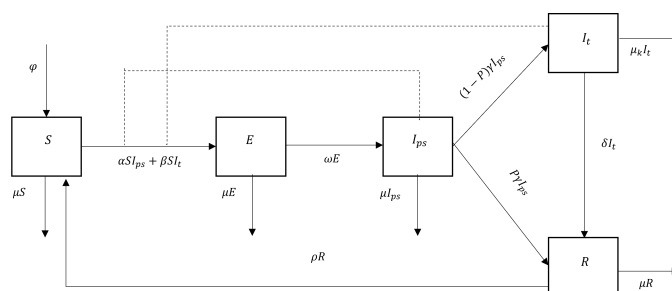 I_t
μ_k I_t
φ
(1 − P)γI_ps
S
E
I_ps
αSI_ps + βSI_t
ωE
δI_t
μS
μE
μI_ps
PγI_ps
ρR
R
μR